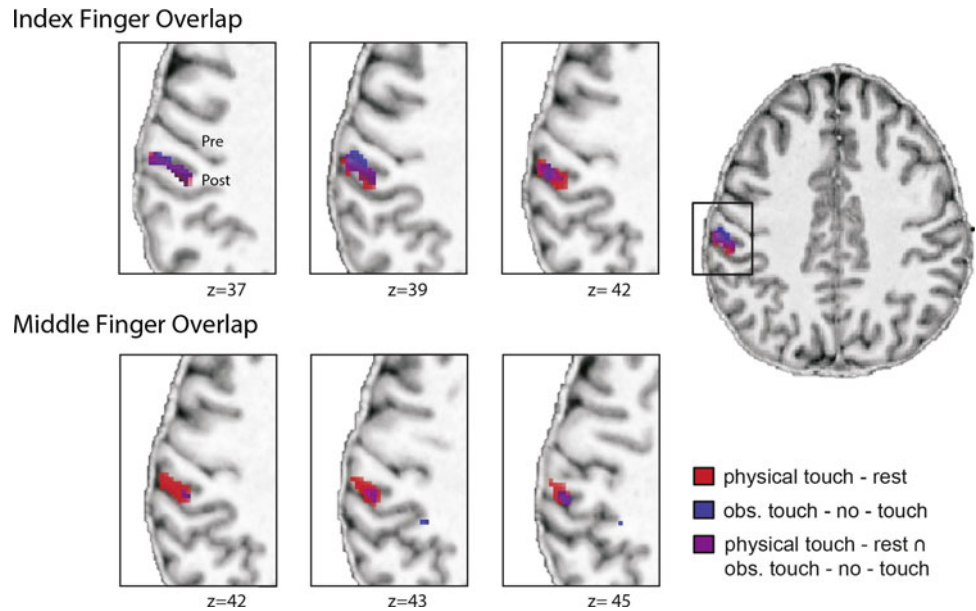 Index Finger Overlap
Pre
Post
z=37
z=39
z= 42
Middle Finger Overlap
z=42
z=43
z= 45
physical touch - rest
obs. touch - no - touch
physical touch - rest ∩
obs. touch - no - touch